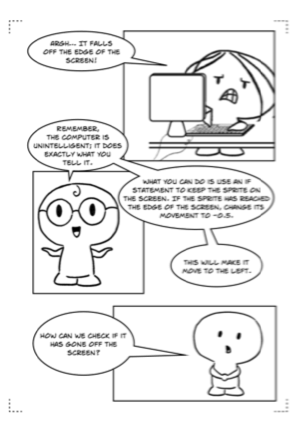 ARGH... IT FALLS
OFF THE EDGE OF THE
SCREEN!
REMEMBER,
THE COMPUTER IS
UNINTELLIGENT; IT DOES
EXACTLY WHAT YOU
TELL IT.
WHAT YOU CAN DO IS USE AN IF
STATEMENT TO KEEP THE SPRITE ON
THE SCREEN. IF THE SPRITE HAS REACHED
THE EDGE OF THE SCREEN, CHANGE ITS
MOVEMENT TO -0.5.
THIS WILL MAKE IT
MOVE TO THE LEFT.
HOW CAN WE CHECK IF IT
HAS GONE OFF THE
SCREEN?